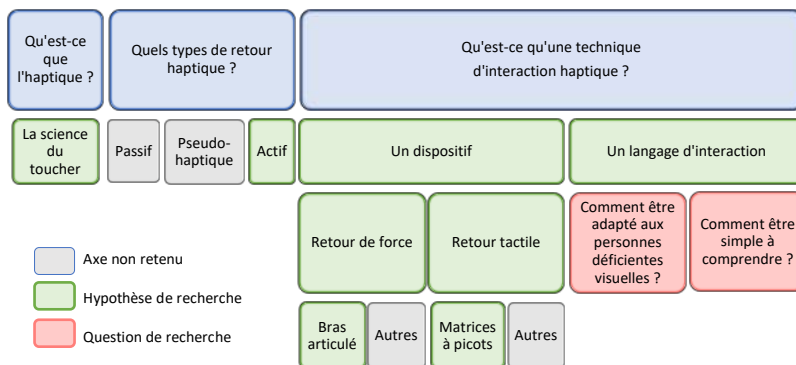 Qu'est-ce
que
l'haptique ?
Quels types de retour
haptique ?
Qu'est-ce qu'une technique
d'interaction haptique ?
La science
du
toucher
Passif
Pseudo-
haptique
Actif
Un dispositif
Un langage d'interaction
Retour de force
Retour tactile
Comment être
adapté aux
personnes
déficientes
visuelles ?
Comment être
simple à
comprendre ?
Axe non retenu
Hypothèse de recherche
Question de recherche
Bras
articulé
Autres
Matrices
à picots
Autres